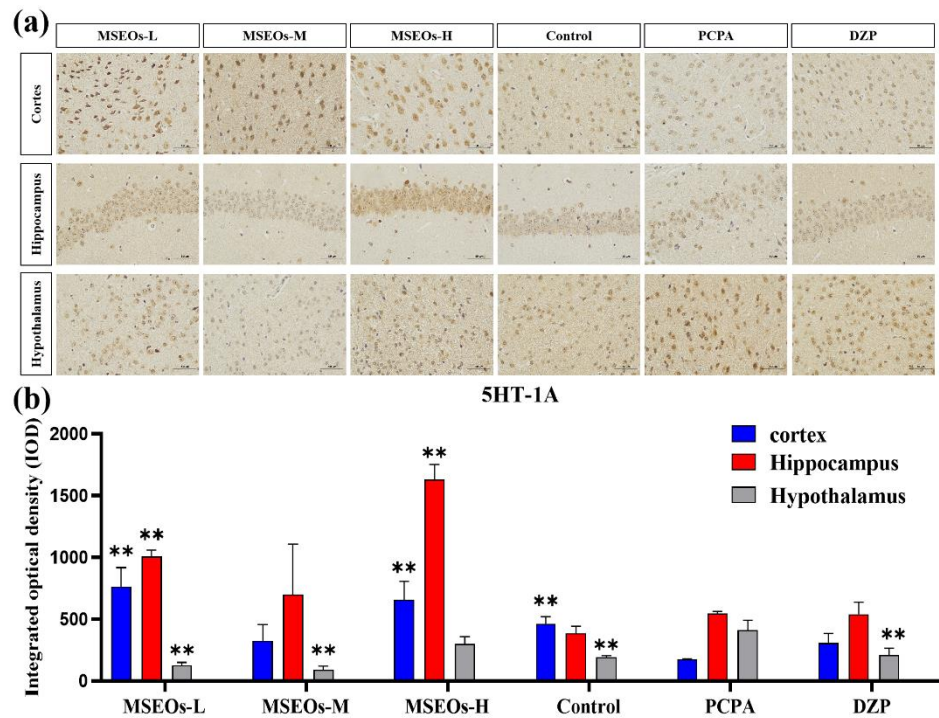 (a)
MSEOs-L MSEOs-M MSEOs-H Control PCPA DZP
Cortes
Hippocampus
Hypothalamus
(b)
5HT-1A
Integrated optical density (IOD)
2000
1500
1000
500
0
cortex
Hippocampus
Hypothalamus
** ** **
**
** **
** **
**
MSEOs-L MSEOs-M MSEOs-H Control PCPA DZP